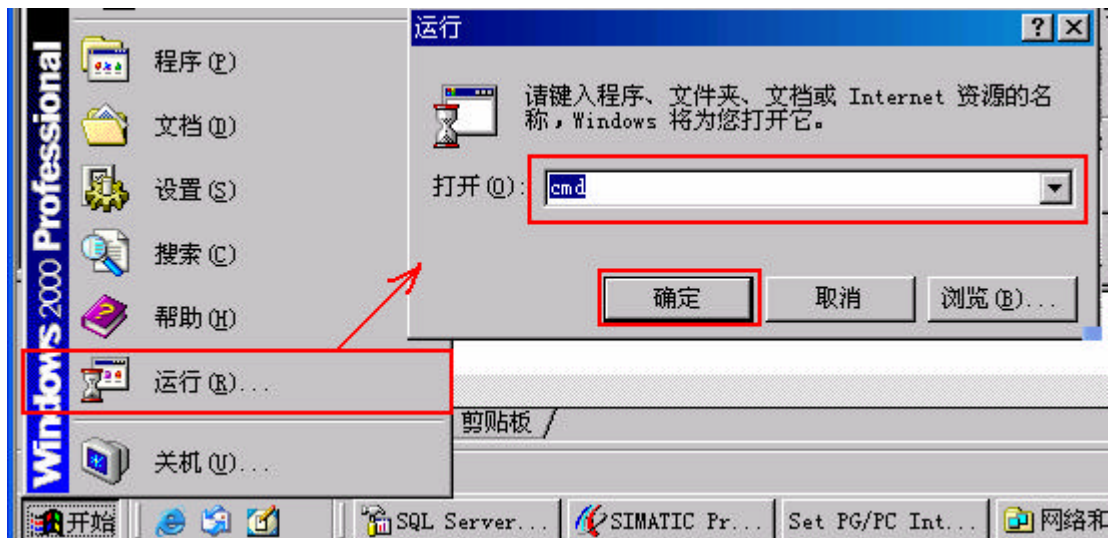 Windows 2000 Professional
程序(P)
文档(D)
设置(S)
搜索(C)
帮助(H)
运行(R)...
关机(U)...
运行
请键入程序、文件夹、文档或 Internet 资源的名
称，Windows 将为您打开它。
打开(O):
cmd
确定
取消
浏览(B)...
剪贴板
开始
SQL Server...
SIMATIC Pr...
Set PG/PC Int...
网络和